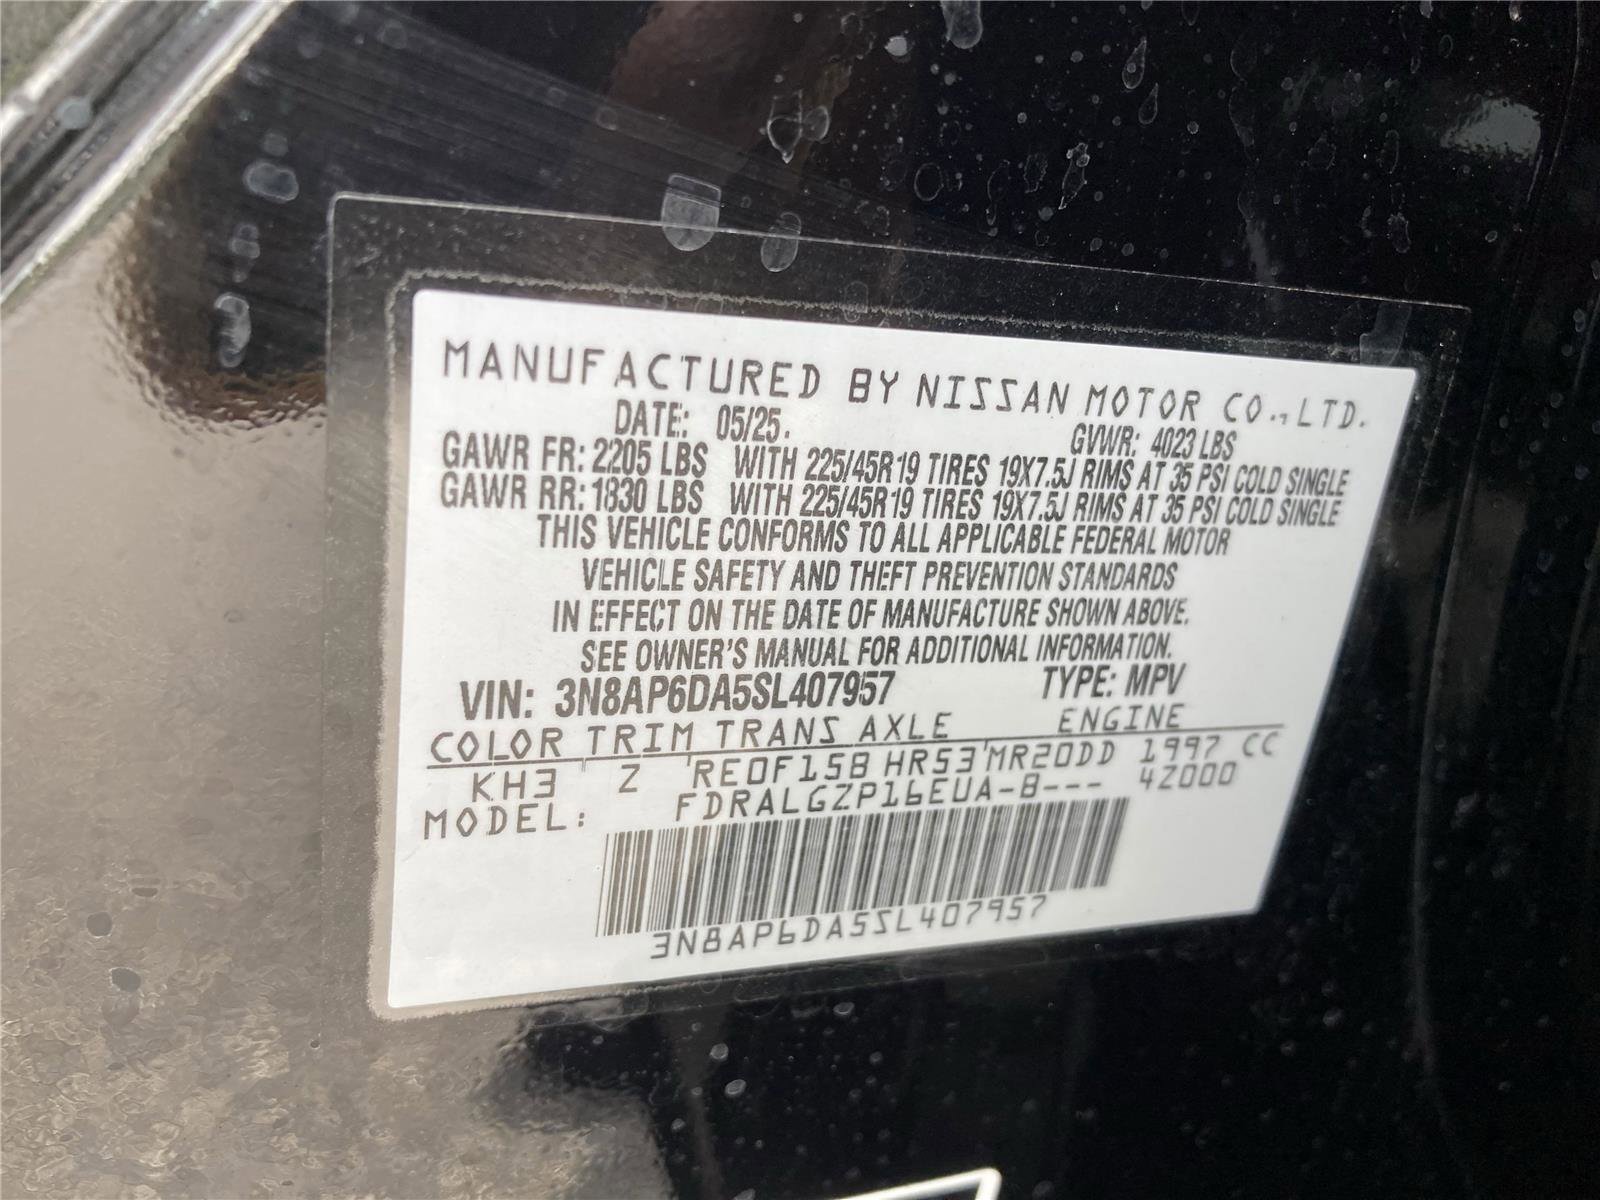 MANUFACTURED BY NISSAN MOTOR CO., LTD.
DATE: 05/25. GVWR: 4023 LBS
GAWR FR: 2205 LBS WITH 225/45R19 TIRES 19X7.5J RIMS AT 35 PSI COLD SINGLE
GAWR RR: 1830 LBS WITH 225/45R19 TIRES 19X7.5J RIMS AT 35 PSI COLD SINGLE
THIS VEHICLE CONFORMS TO ALL APPLICABLE FEDERAL MOTOR
VEHICLE SAFETY AND THEFT PREVENTION STANDARDS
IN EFFECT ON THE DATE OF MANUFACTURE SHOWN ABOVE.
SEE OWNER'S MANUAL FOR ADDITIONAL INFORMATION.
VIN: 3N8AP6DA5SL407957 TYPE: MPV
COLOR TRIM TRANS AXLE ENGINE
KH3 Z RE0F15B HR53 MR20DD 1997 CC
MODEL: FDRALGZP16EUA-B--- 4Z000
3N8AP6DA5SL407957